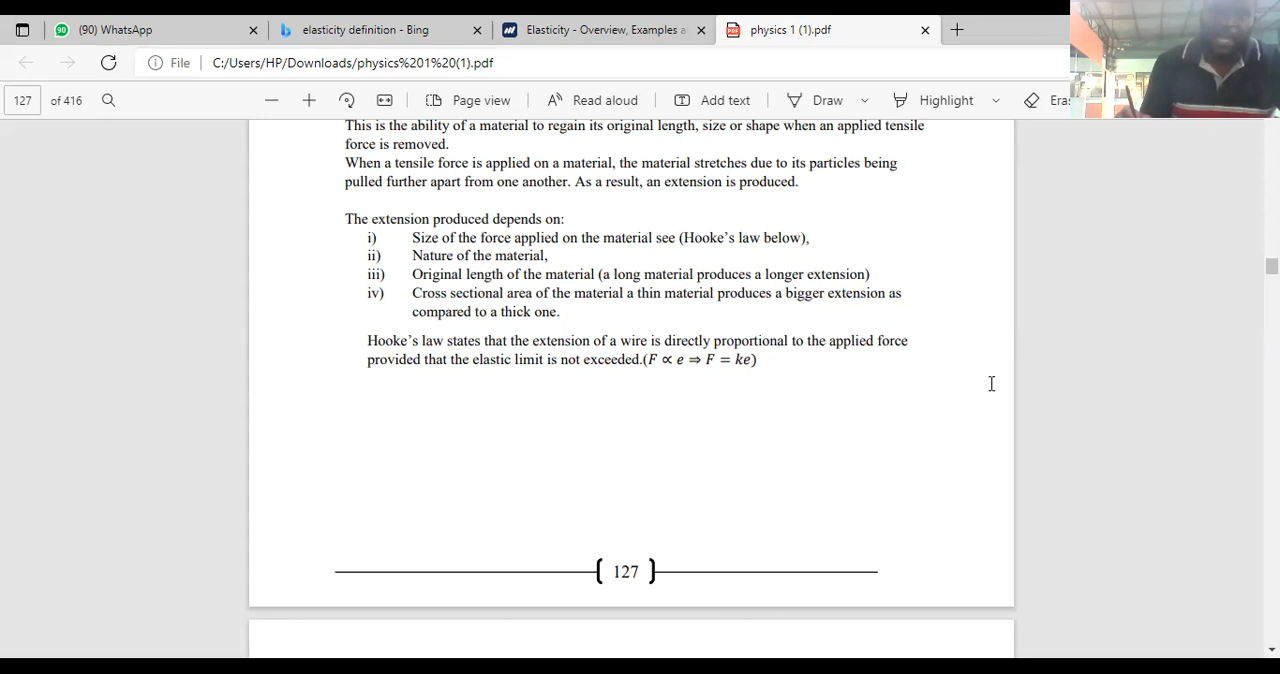 (90) WhatsApp
elasticity definition - Bing
Elasticity - Overview, Examples a
physics 1 (1).pdf
File
C:/Users/HP/Downloads/physics%201%20(1).pdf
127 of 416
Page view
Read aloud
Add text
Draw
Highlight
Eras
This is the ability of a material to regain its original length, size or shape when an applied tensile
force is removed.
When a tensile force is applied on a material, the material stretches due to its particles being
pulled further apart from one another. As a result, an extension is produced.
The extension produced depends on:
i) Size of the force applied on the material see (Hooke's law below),
ii) Nature of the material,
iii) Original length of the material (a long material produces a longer extension)
iv) Cross sectional area of the material a thin material produces a bigger extension as
compared to a thick one.
Hooke's law states that the extension of a wire is directly proportional to the applied force
provided that the elastic limit is not exceeded.(F ∝ e ⇒ F = ke)
127